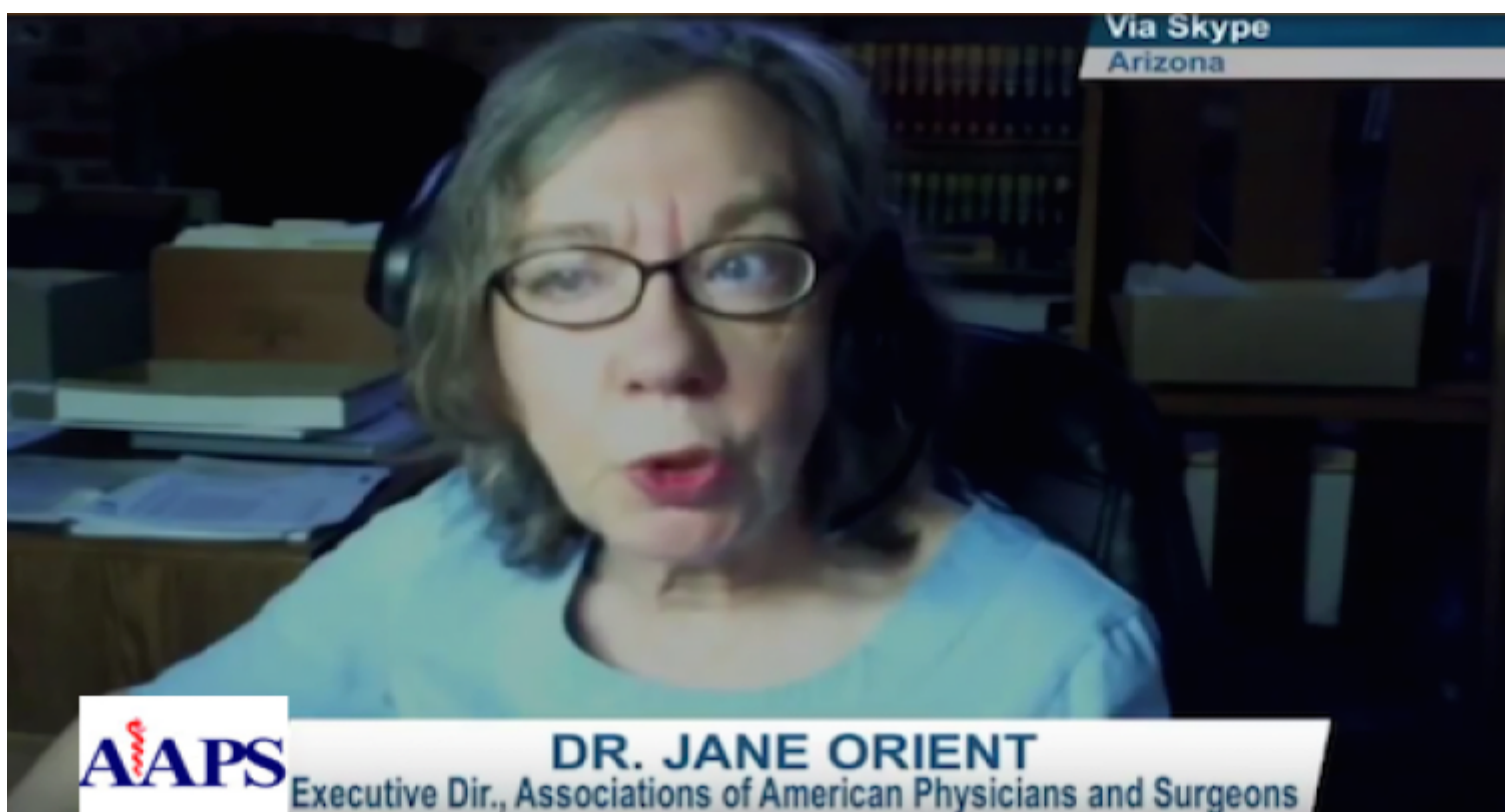 Via Skype
Arizona
AAPS
DR. JANE ORIENT
Executive Dir., Associations of American Physicians and Surgeons